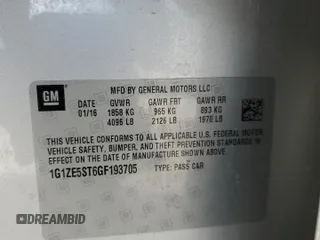 GM
MFD BY GENERAL MOTORS LLC
DATE GVWR GAWR FRT GAWR RR
01/16 1858 KG 965 KG 893 KG
4096 LB 2126 LB 1970 LB
THIS VEHICLE CONFORMS TO ALL APPLICABLE U.S. FEDERAL MOTOR
VEHICLE SAFETY, BUMPER, AND THEFT PREVENTION STANDARDS IN
EFFECT ON THE DATE OF MANUFACTURE SHOWN ABOVE.
1G1ZE5ST6GF193705 TYPE: PASS CAR
DREAMBID